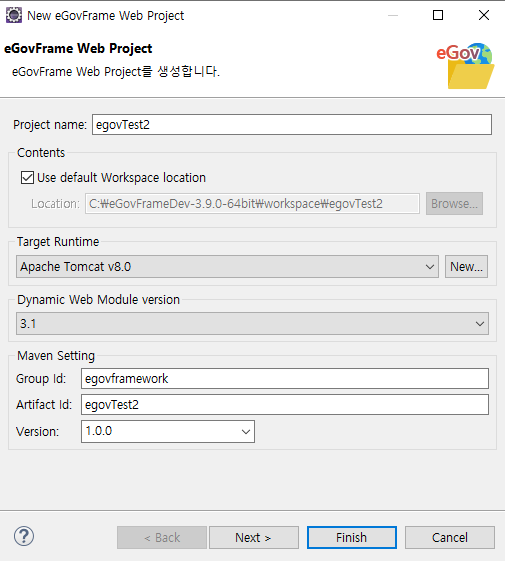 New eGovFrame Web Project
eGovFrame Web Project
eGovFrame Web Project를 생성합니다.
eGov
Project name: egovTest2
Contents
Use default Workspace location
Location: C:₩eGovFrameDev-3.9.0-64bit₩workspace₩egovTest2 Browse...
Target Runtime
Apache Tomcat v8.0 New...
Dynamic Web Module version
3.1
Maven Setting
Group Id: egovframework
Artifact Id: egovTest2
Version: 1.0.0
? < Back Next > Finish Cancel